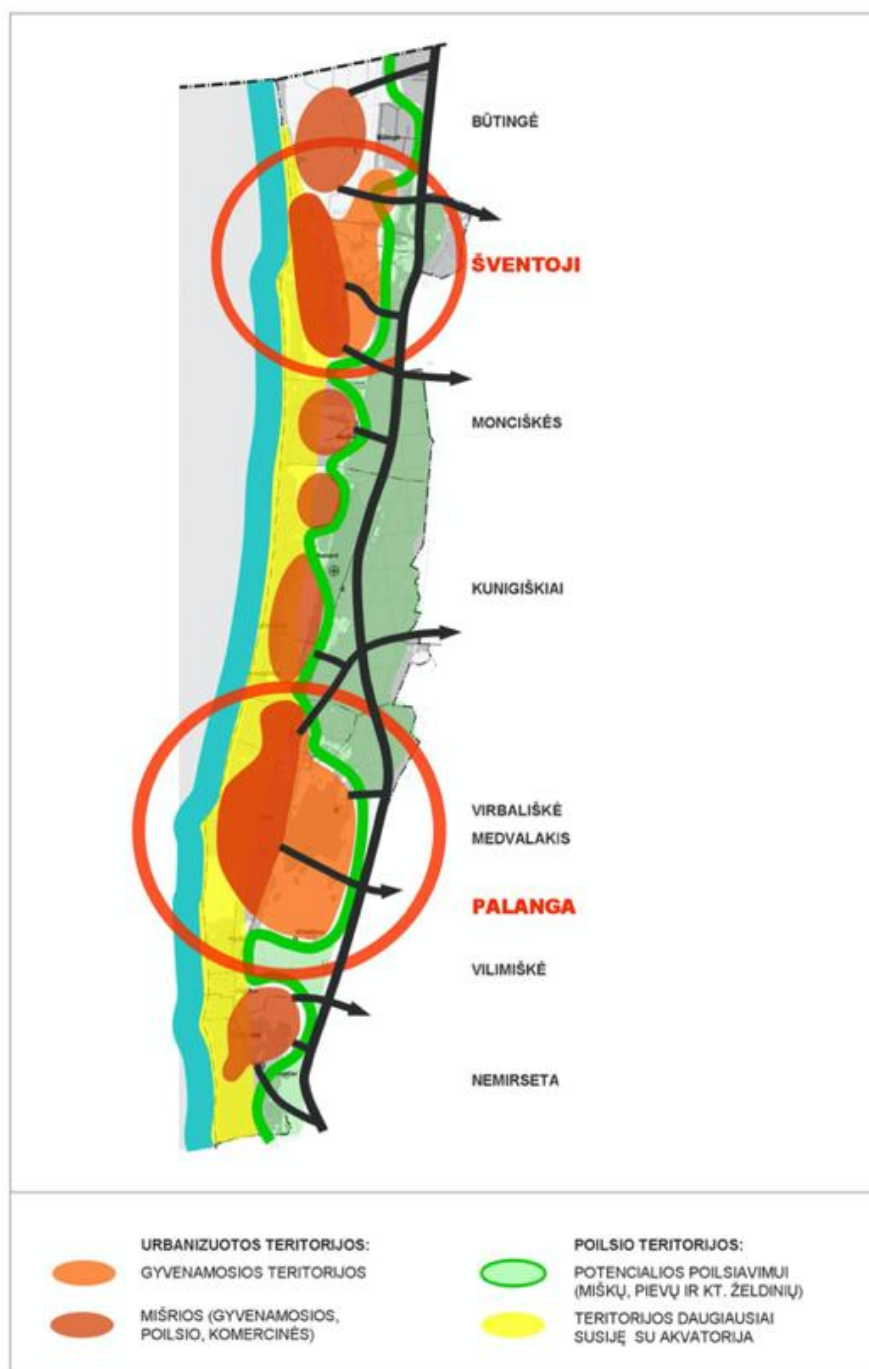 BŪTINGĖ
ŠVENTOJI
MONCIŠKĖS
KUNIGIŠKIAI
VIRBALIŠKĖ
MEDVALAKIS
PALANGA
VILIMIŠKĖ
NEMIRSETA
URBANIZUOTOS TERITORIJOS:
GYVENAMOSIOS TERITORIJOS
MIŠRIOS (GYVENAMOSIOS,
POILSIO, KOMERCINĖS)
POILSIO TERITORIJOS:
POTENCIALIOS POILSIAVIMUI
(MIŠKŲ, PIEVŲ IR KT. ŽELDINIŲ)
TERITORIJOS DAUGIAUSIAI
SUSIJĘ SU AKVATORIJA